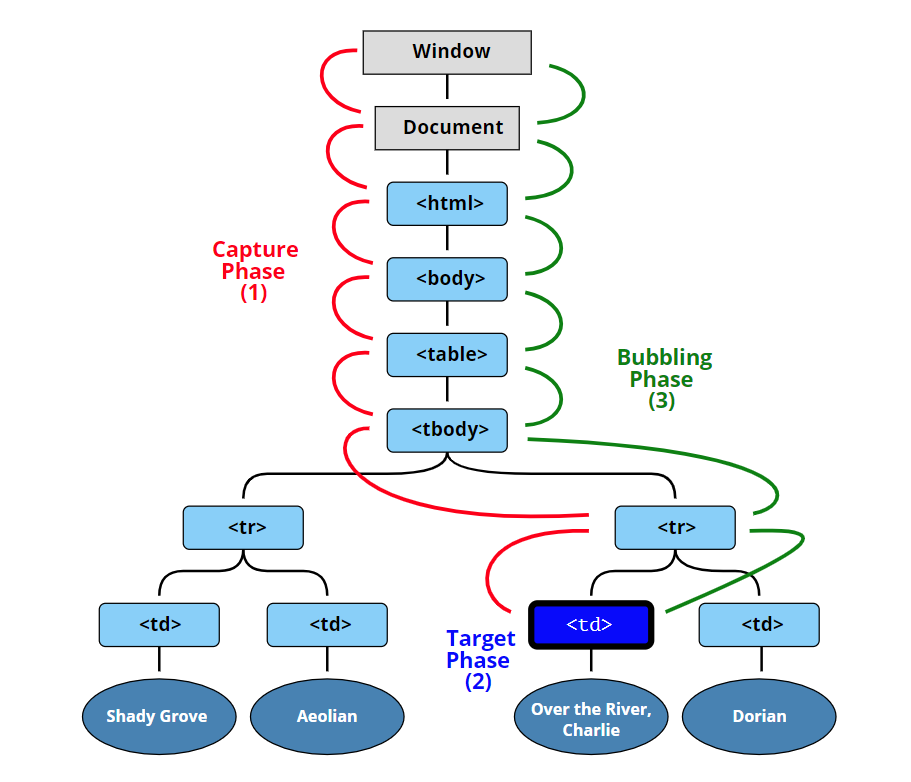 Window
Document
<html>
Capture
Phase
(1)
<body>
<table>
Bubbling
Phase
(3)
<tbody>
<tr>
<tr>
<td>
<td>
<td>
<td>
Target
Phase
(2)
Shady Grove
Aeolian
Over the River,
Charlie
Dorian